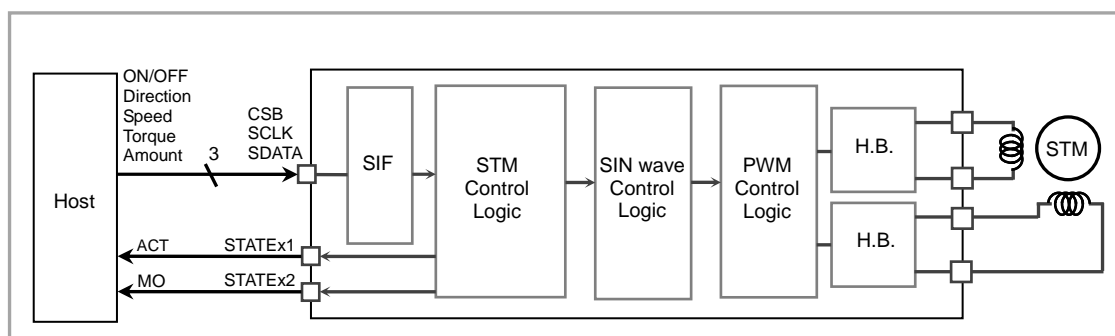 ON/OFF
Direction
Speed
Torque
Amount
3
CSB
SCLK
SDATA
Host
ACT
STATEx1
MO
STATEx2
SIF
STM
Control
Logic
SIN wave
Control
Logic
PWM
Control
Logic
H.B.
H.B.
STM